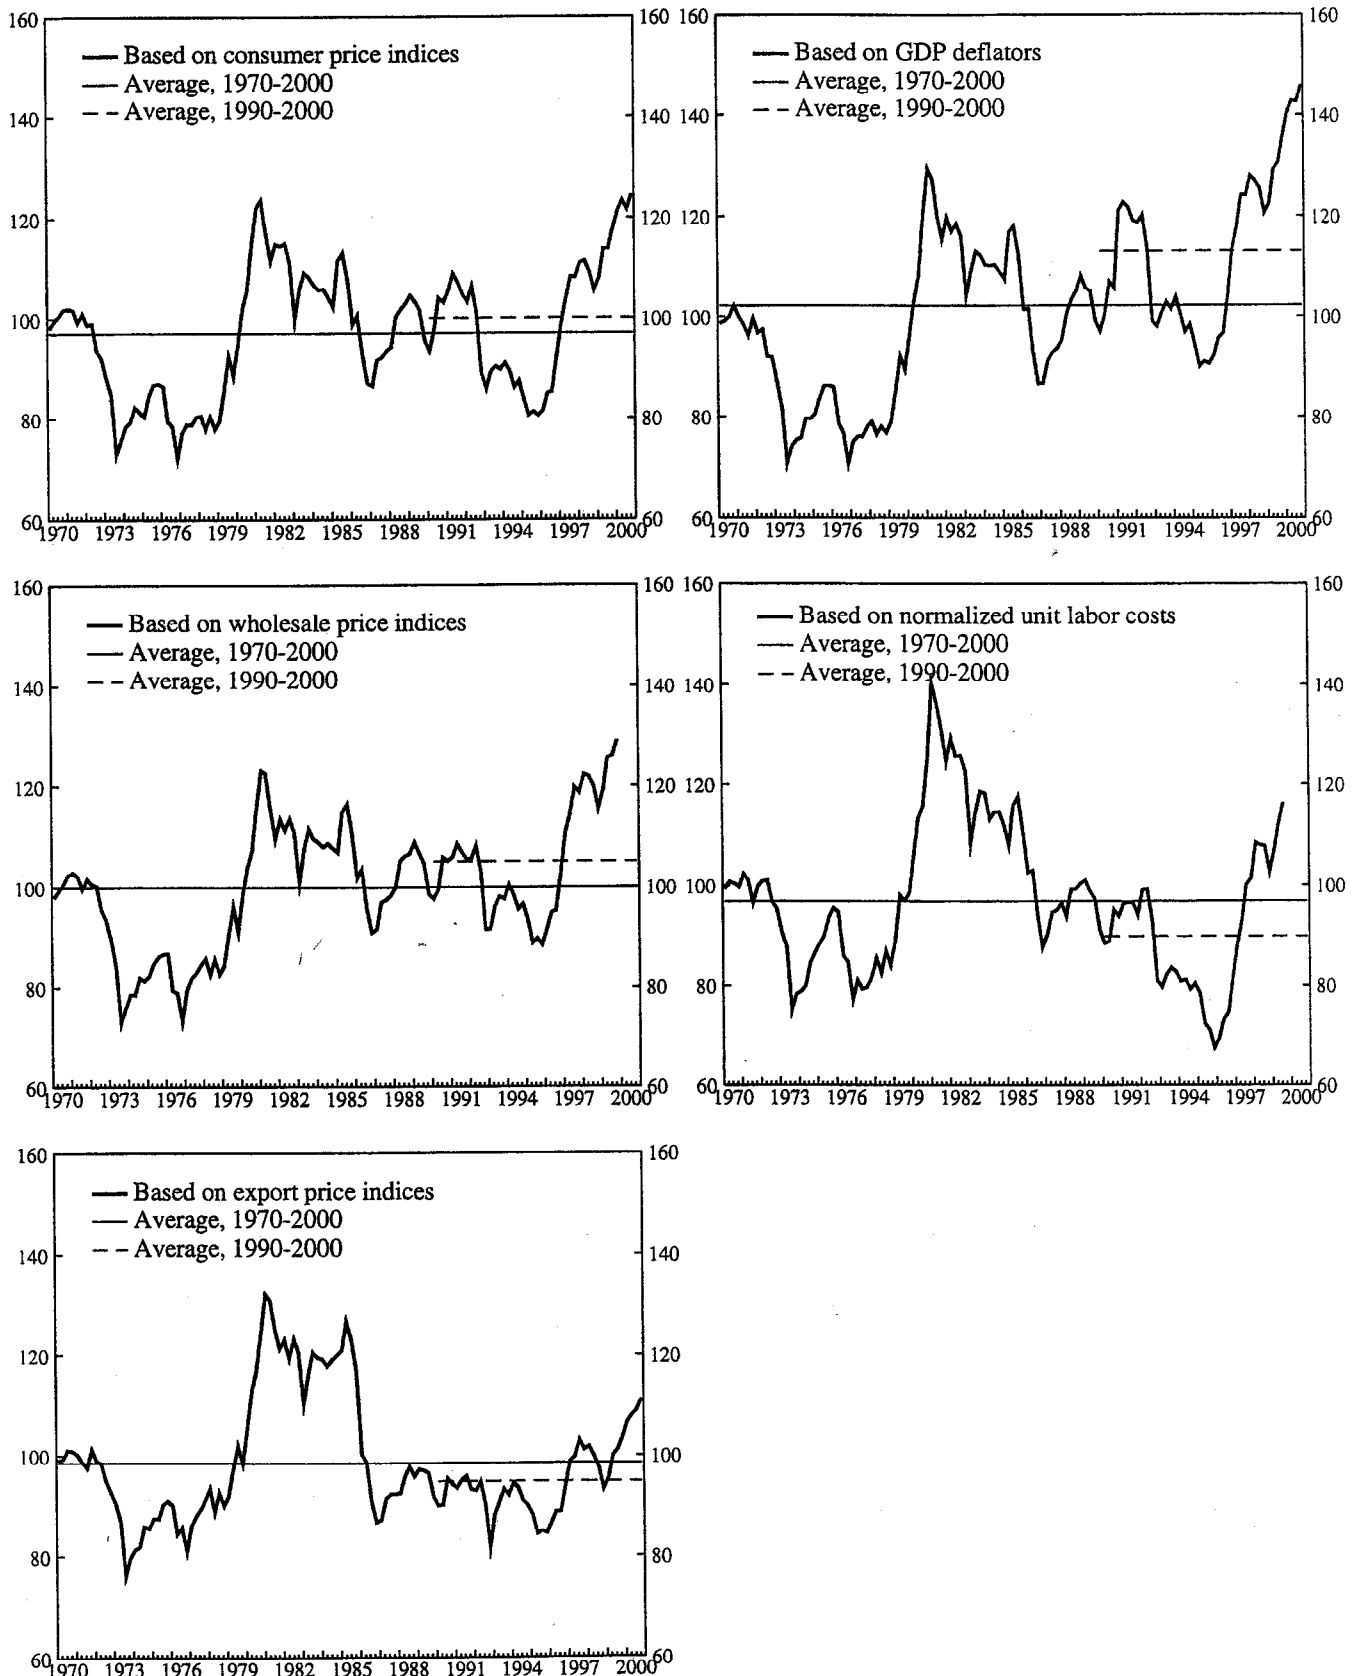 160 160
Based on consumer price indices
Average, 1970-2000
Average, 1990-2000
140 140
120 120
100 100
80 80
60 60
1970 1973 1976 1979 1982 1985 1988 1991 1994 1997 2000
160 160
Based on GDP deflators
Average, 1970-2000
Average, 1990-2000
140 140
120 120
100 100
80 80
60 60
1970 1973 1976 1979 1982 1985 1988 1991 1994 1997 2000
160 160
Based on wholesale price indices
Average, 1970-2000
Average, 1990-2000
140 140
120 120
100 100
80 80
60 60
1970 1973 1976 1979 1982 1985 1988 1991 1994 1997 2000
160 160
Based on normalized unit labor costs
Average, 1970-2000
Average, 1990-2000
140 140
120 120
100 100
80 80
60 60
1970 1973 1976 1979 1982 1985 1988 1991 1994 1997 2000
160 160
Based on export price indices
Average, 1970-2000
Average, 1990-2000
140 140
120 120
100 100
80 80
60 60
1970 1973 1976 1979 1982 1985 1988 1991 1994 1997 2000